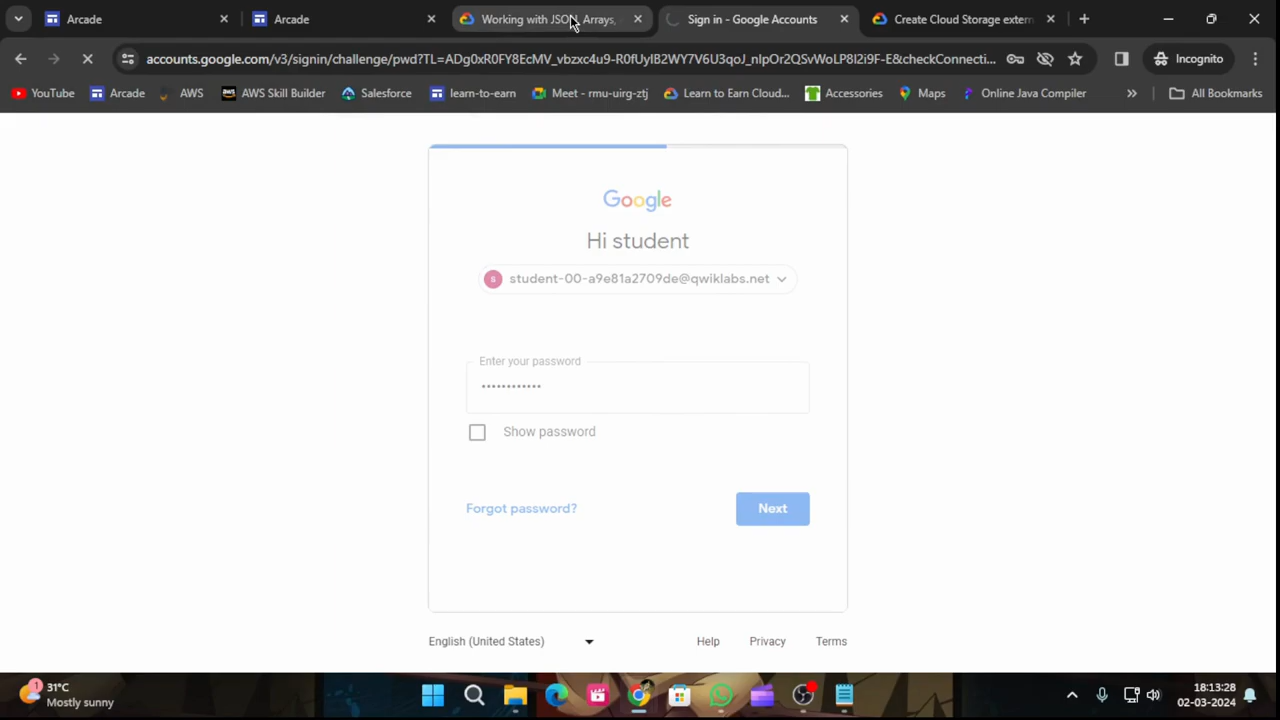 Arcade
Arcade
Working with JSON, Arrays,
Sign in - Google Accounts
Create Cloud Storage extern
accounts.google.com/v3/signin/challenge/pwd?TL=ADg0xR0FY8EcMV_vbzxc4u9-R0fUyIB2WY7V6U3qoJ_nIpOr2QSvWoLP8I2i9F-E&checkConnecti...
Incognito
YouTube
Arcade
AWS
AWS Skill Builder
Salesforce
learn-to-earn
Meet - rmu-uirg-ztj
Learn to Earn Cloud...
Accessories
Maps
Online Java Compiler
All Bookmarks
Google
Hi student
S student-00-a9e81a2709de@qwiklabs.net
Enter your password
Show password
Forgot password?
Next
English (United States)
Help
Privacy
Terms
1
31°C
Mostly sunny
18:13:28
02-03-2024